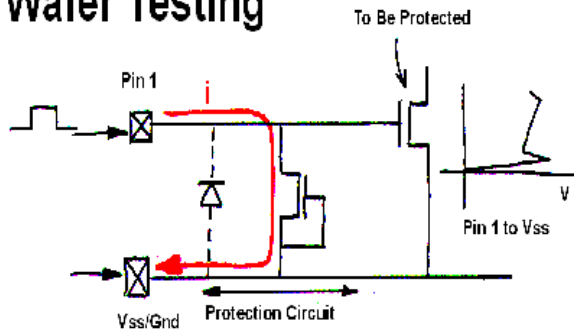 Wafer Testing
To Be Protected
Pin 1
i
V
Pin 1 to Vss
Vss/Gnd
Protection Circuit